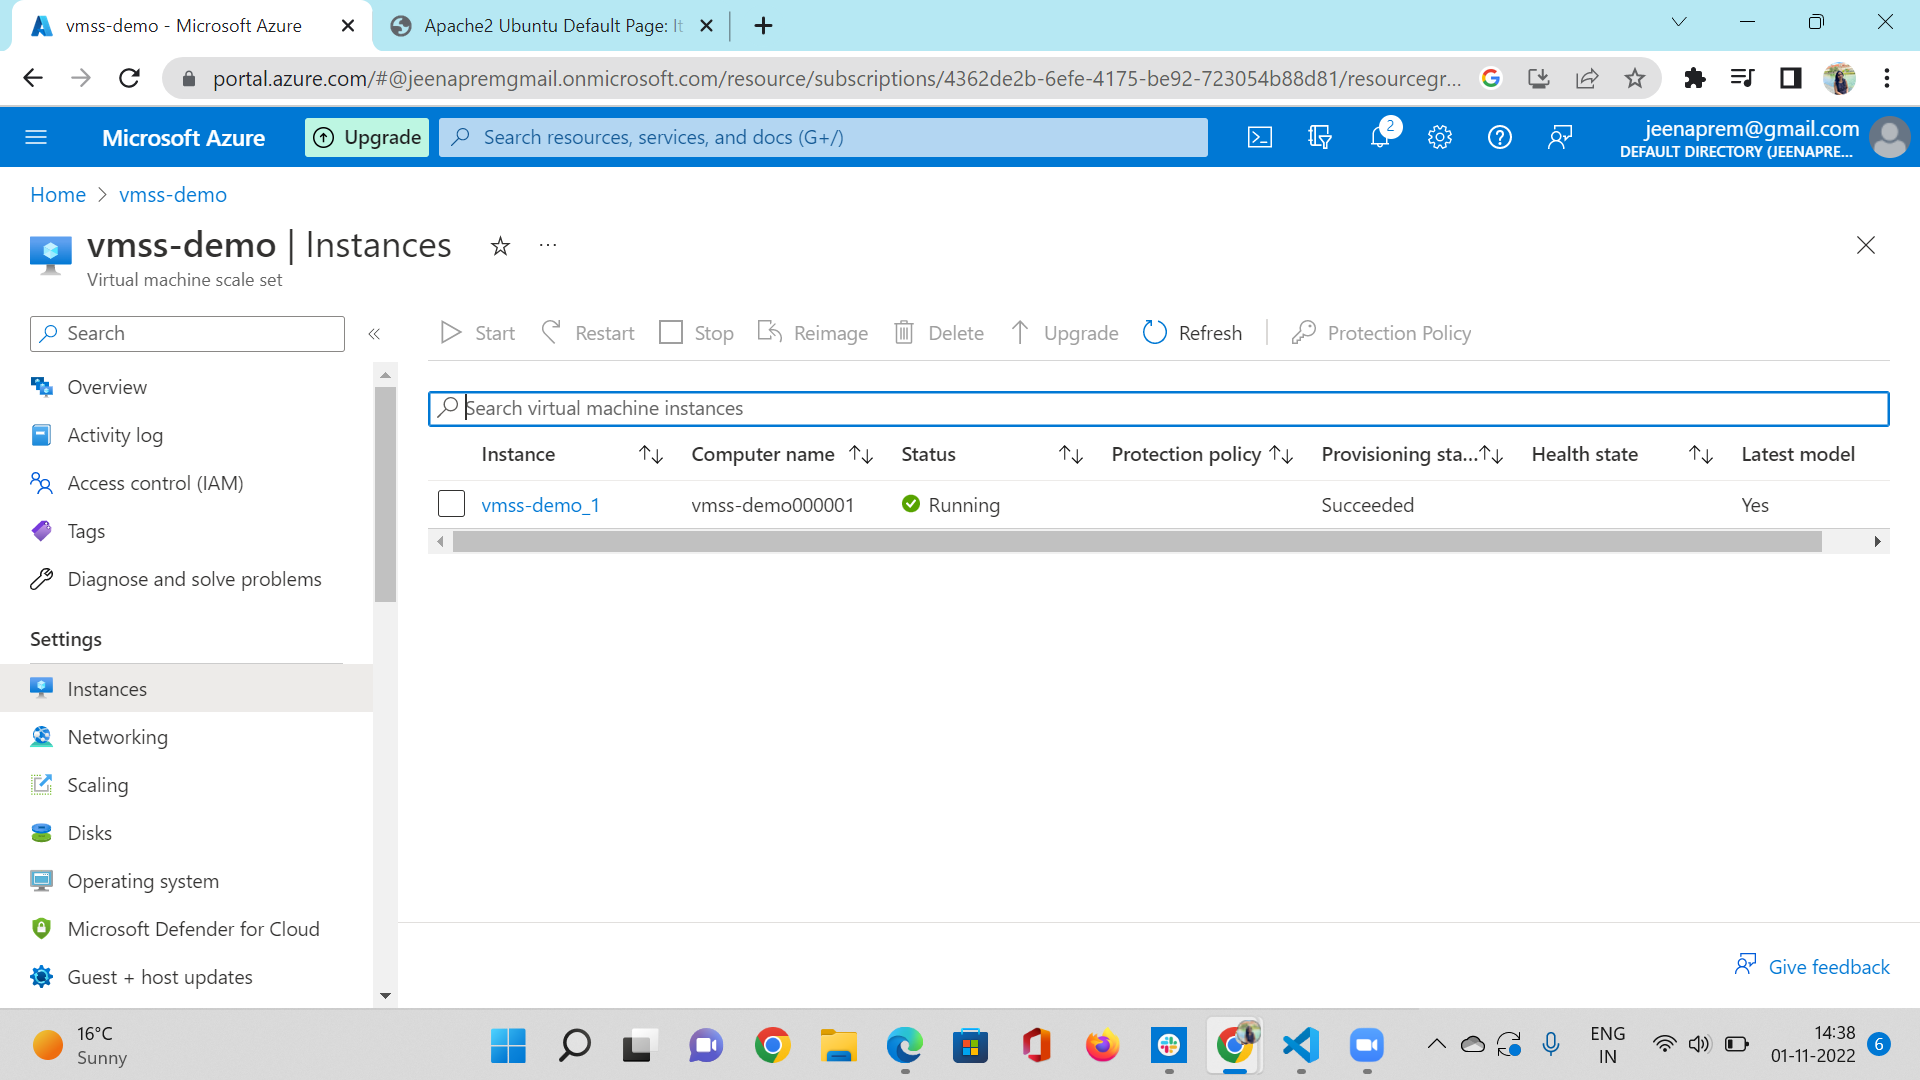 vmss-demo - Microsoft Azure
Apache2 Ubuntu Default Page: It
portal.azure.com/#@jeenapremgmail.onmicrosoft.com/resource/subscriptions/4362de2b-6efe-4175-be92-723054b88d81/resourcegr...
Microsoft Azure
Upgrade
Search resources, services, and docs (G+/)
2
jeenaprem@gmail.com
DEFAULT DIRECTORY (JEENAPRE...
Home > vmss-demo
vmss-demo | Instances
Virtual machine scale set
Search
Start
Restart
Stop
Reimage
Delete
Upgrade
Refresh
Protection Policy
Overview
Activity log
Access control (IAM)
Tags
Diagnose and solve problems
Settings
Instances
Networking
Scaling
Disks
Operating system
Microsoft Defender for Cloud
Guest + host updates
Search virtual machine instances
Instance Computer name Status Protection policy Provisioning sta... Health state Latest model
vmss-demo_1 vmss-demo000001 Running Succeeded Yes
Give feedback
16°C
Sunny
ENG
IN
14:38
01-11-2022
6